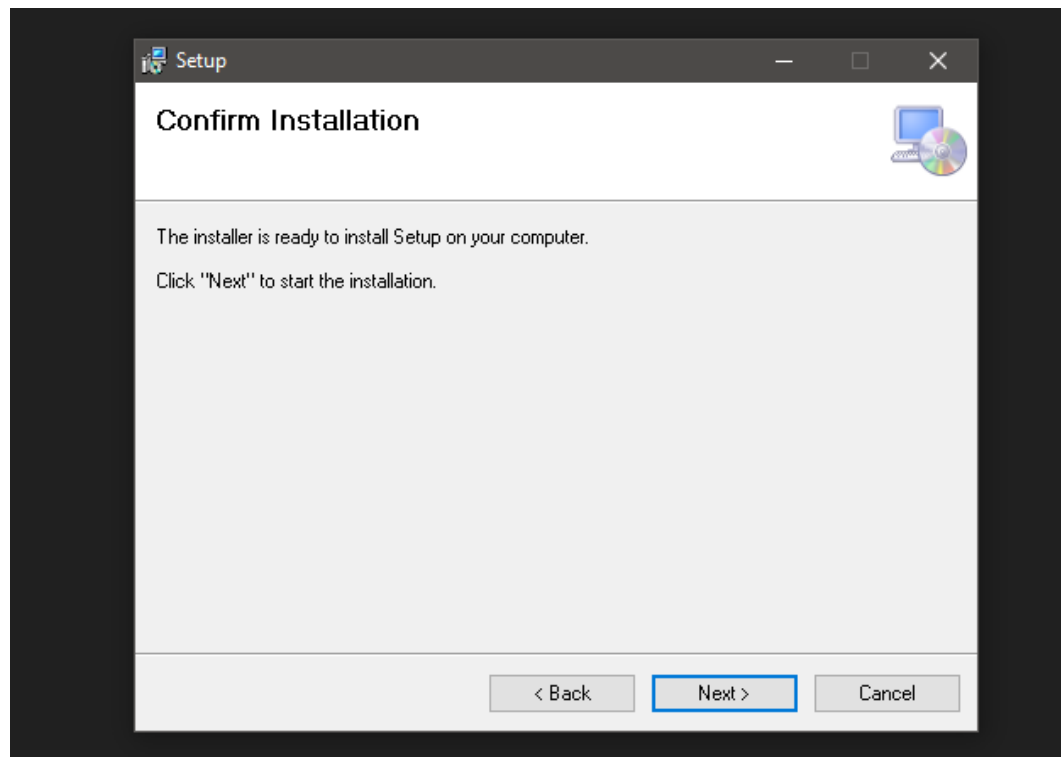 Setup
Confirm Installation
The installer is ready to install Setup on your computer.
Click "Next" to start the installation.
< Back
Next >
Cancel